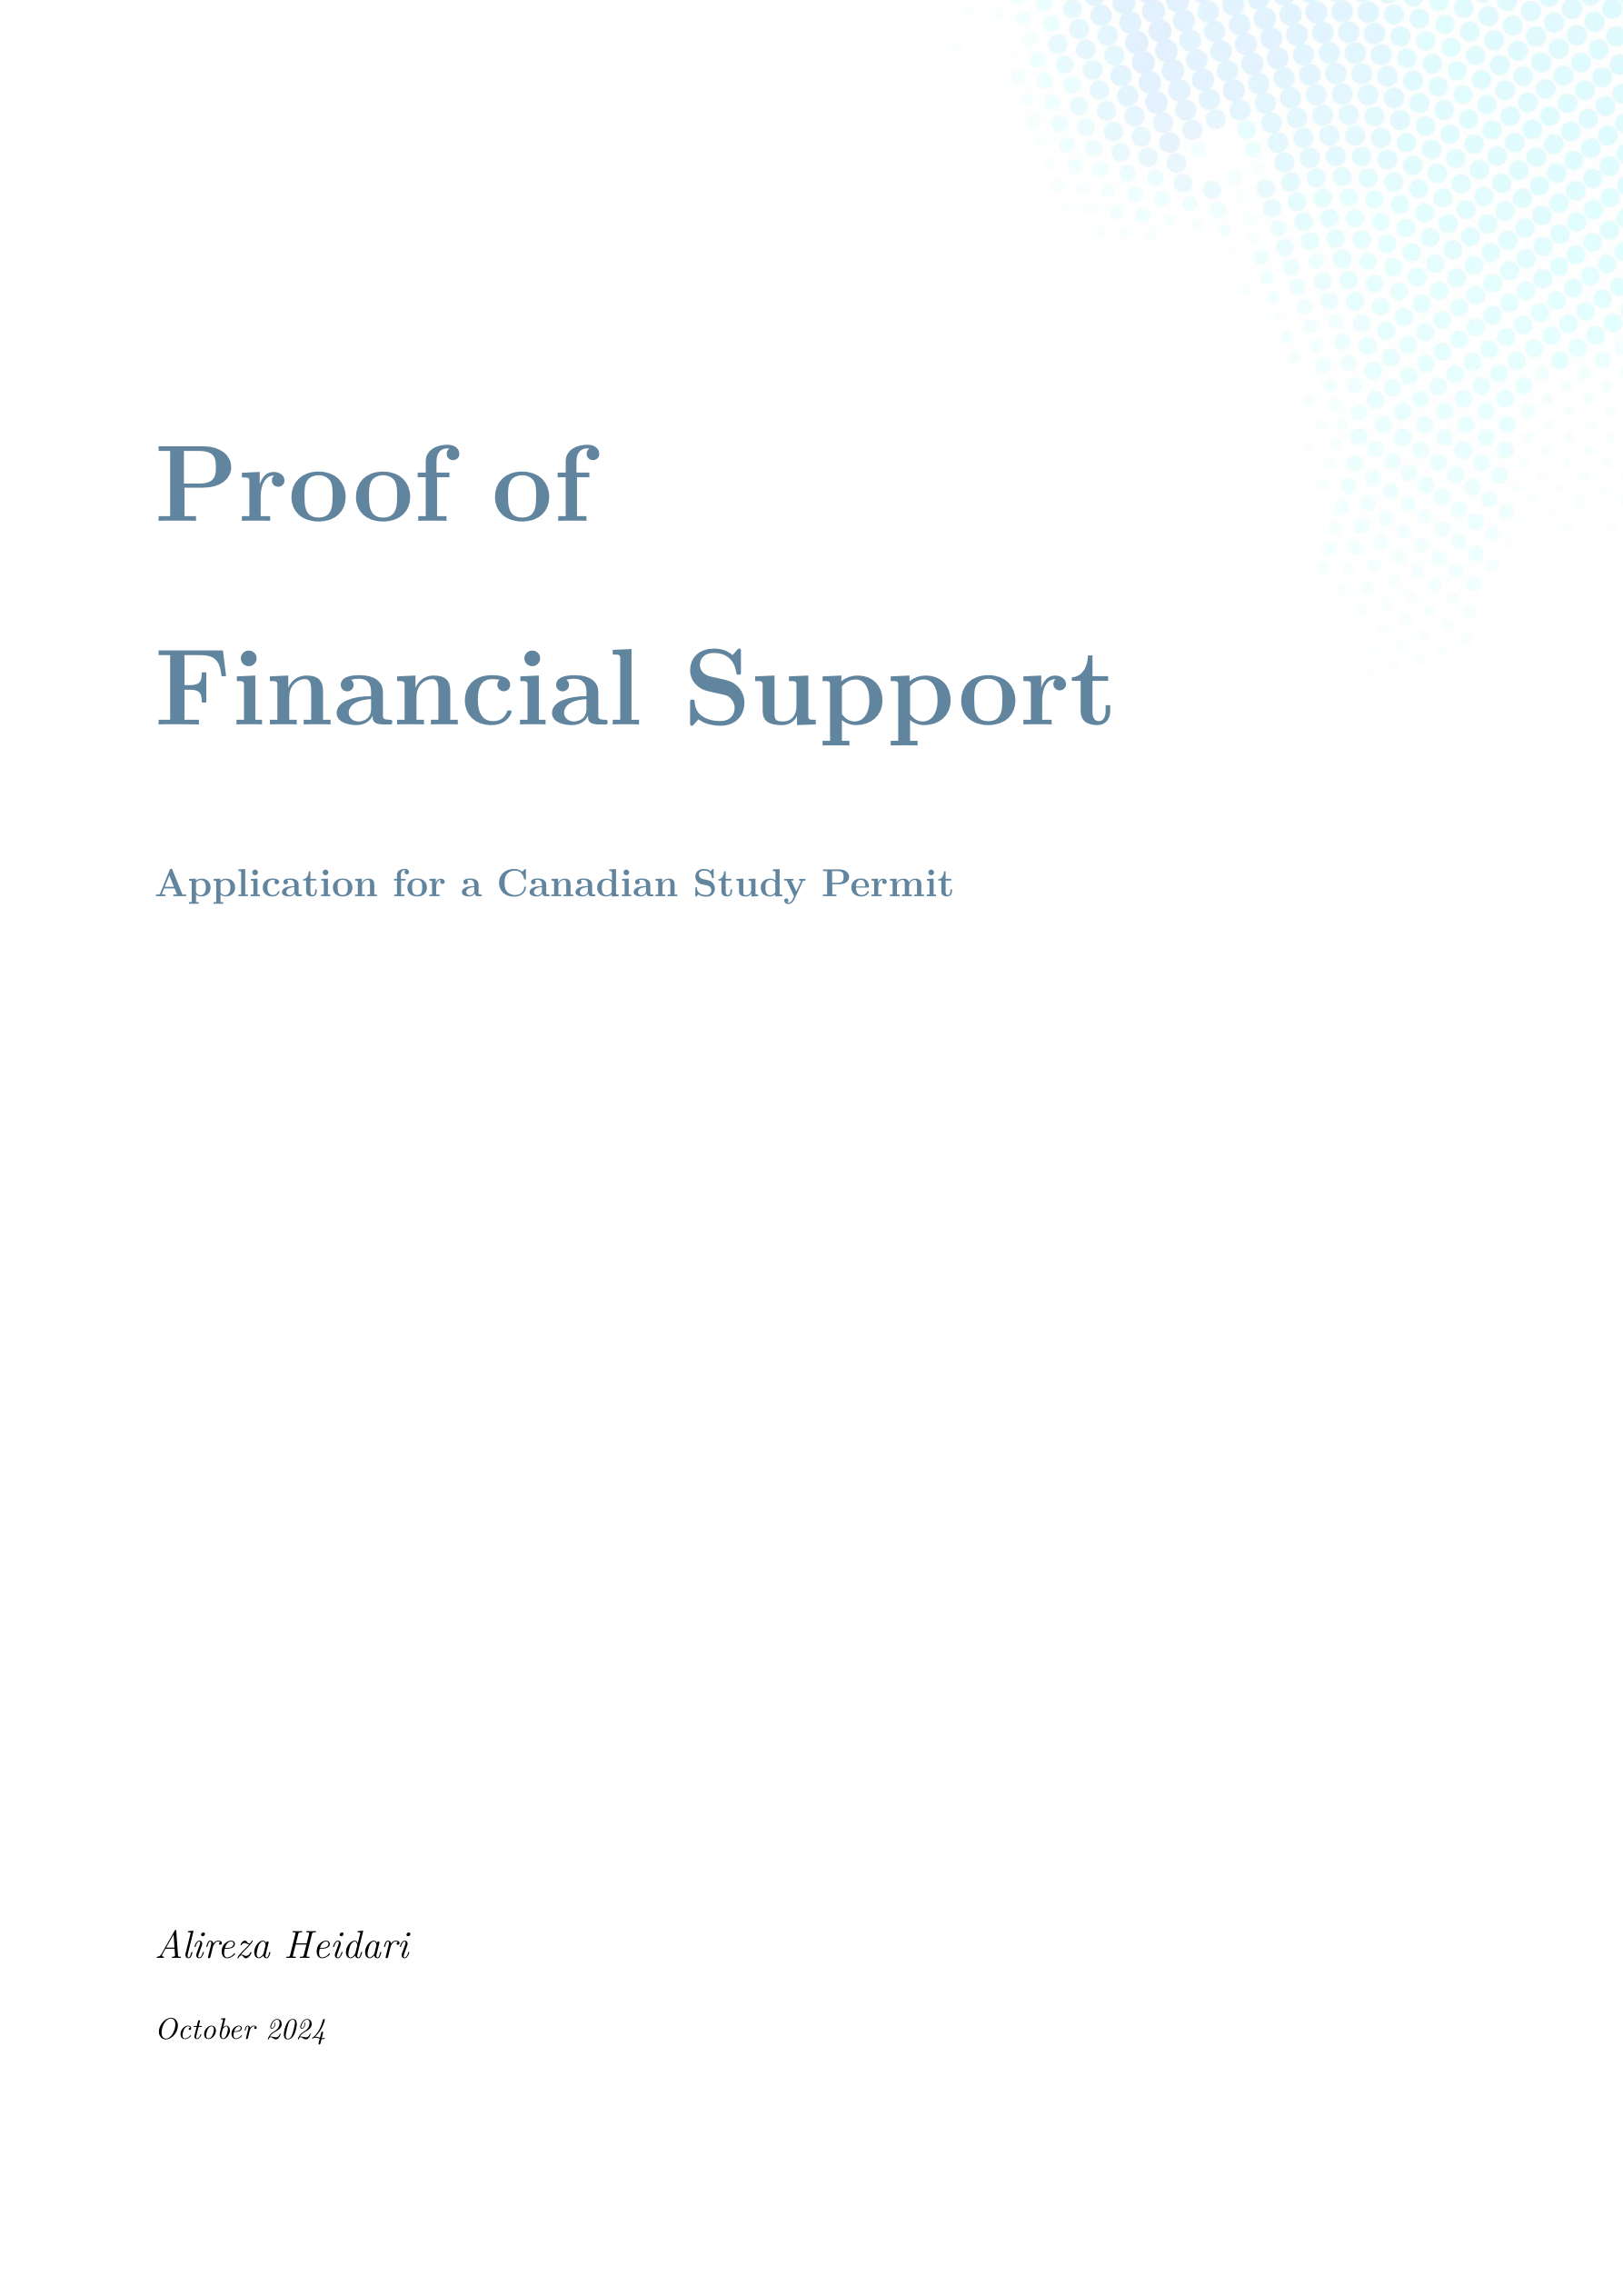 Proof of
Financial Support
Application for a Canadian Study Permit
Alireza Heidari
October 2024